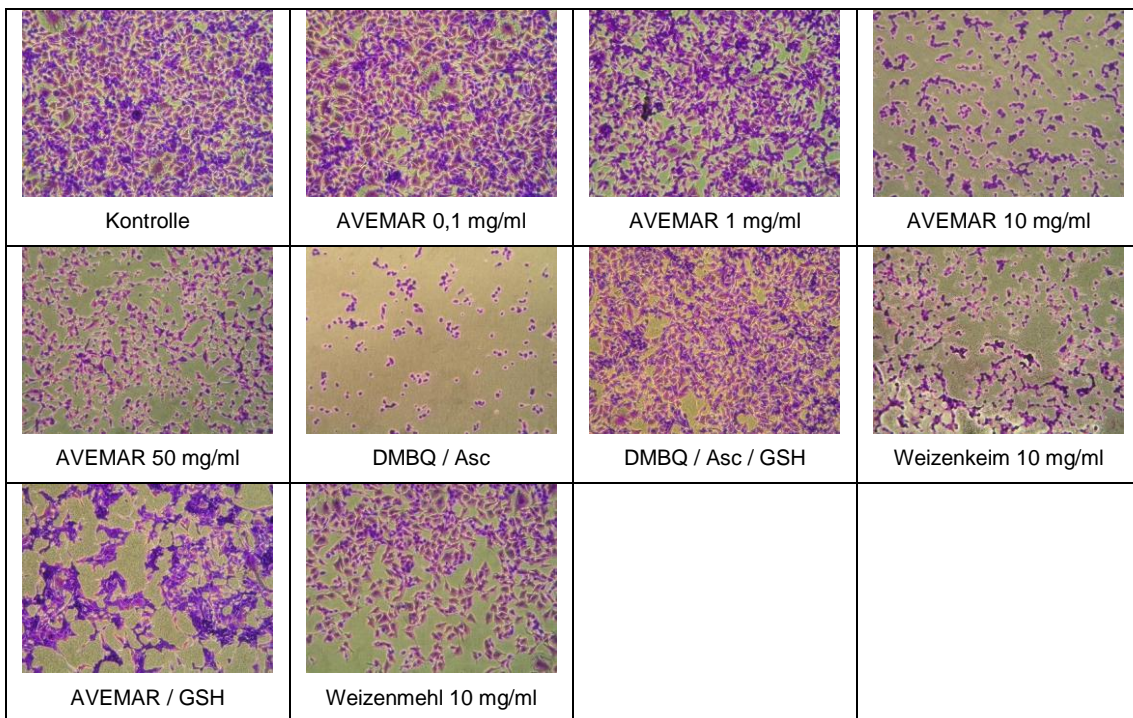 Kontrolle
AVEMAR 0,1 mg/ml
AVEMAR 1 mg/ml
AVEMAR 10 mg/ml
AVEMAR 50 mg/ml
DMBQ / Asc
DMBQ / Asc / GSH
Weizenkeim 10 mg/ml
AVEMAR / GSH
Weizenmehl 10 mg/ml